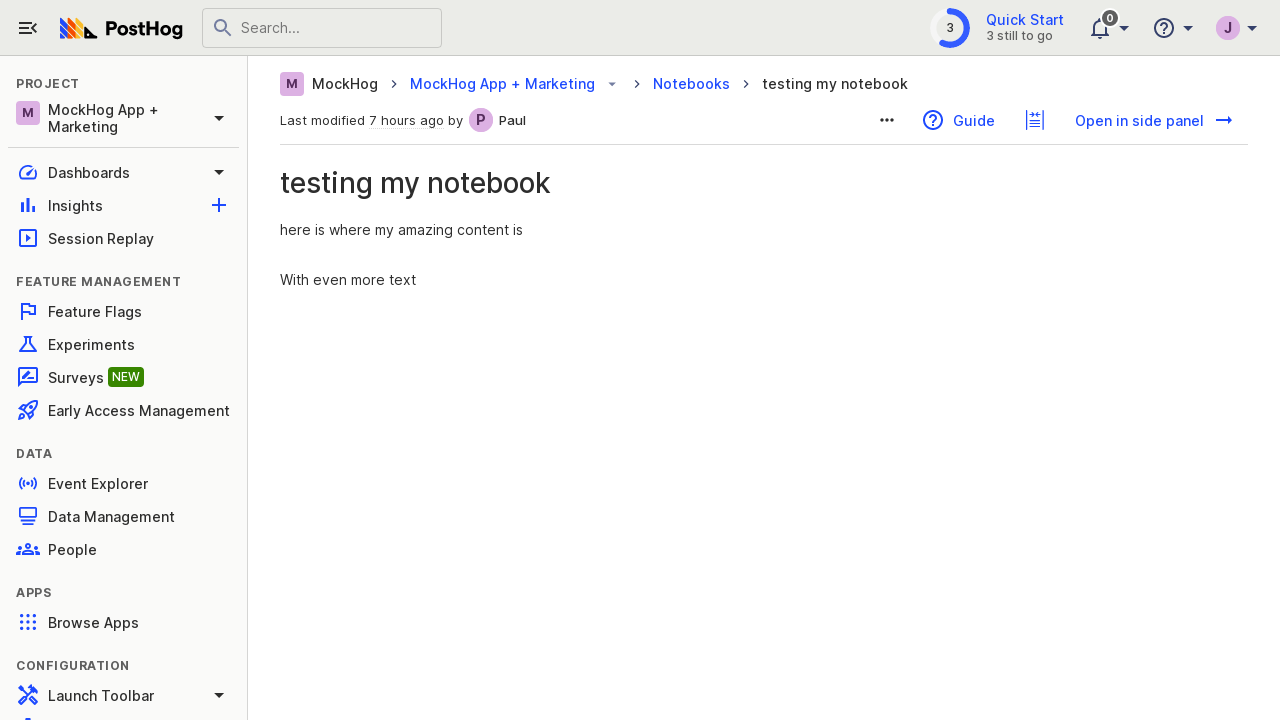 PostHog
Search...
3
Quick Start
3 still to go
0
J
PROJECT
M
MockHog App +
Marketing
Dashboards
Insights
Session Replay
FEATURE MANAGEMENT
Feature Flags
Experiments
Surveys NEW
Early Access Management
DATA
Event Explorer
Data Management
People
APPS
Browse Apps
CONFIGURATION
Launch Toolbar
M MockHog MockHog App + Marketing Notebooks testing my notebook
Last modified 7 hours ago by P Paul
Guide
Open in side panel
testing my notebook
here is where my amazing content is
With even more text